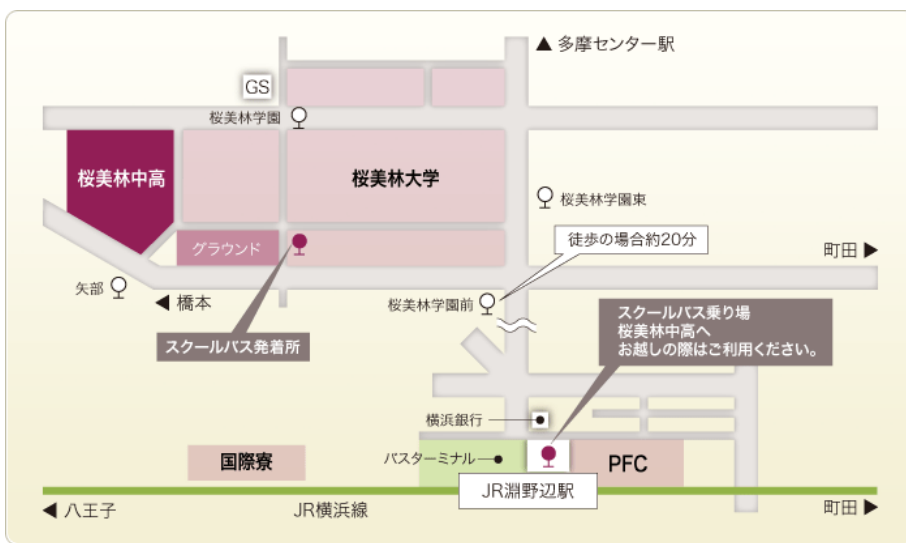 ▲ 多摩センター駅
GS
桜美林学園
桜美林中高
桜美林大学
桜美林学園東
グラウンド
徒歩の場合約20分
町田 ▶
矢部
◀ 橋本
桜美林学園前
スクールバス乗り場
桜美林中高へ
お越しの際はご利用ください。
スクールバス発着所
横浜銀行
国際寮
バスターミナル
PFC
JR淵野辺駅
◀ 八王子
JR横浜線
町田 ▶